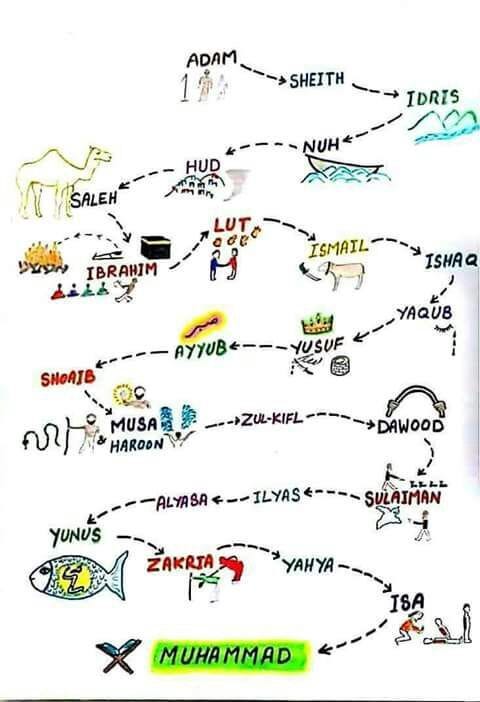 ADAM
1
SHEITH
IDRIS
NUH
HUD
SALEH
IBRAHIM
LUT
ISMAIL
ISHAQ
YAQUB
YUSUF
AYYUB
SHOAIB
MUSA
& HAROON
ZUL-KIFL
DAWOOD
SULAIMAN
ILYAS
ALYASA
YUNUS
ZAKRIA
YAHYA
ISA
MUHAMMAD